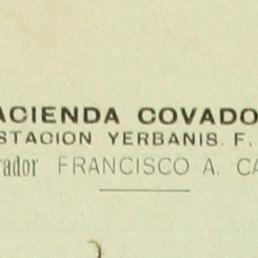 ACIENDA COVADO
STACION YERBANIS. F.
rador FRANCISCO A. CA